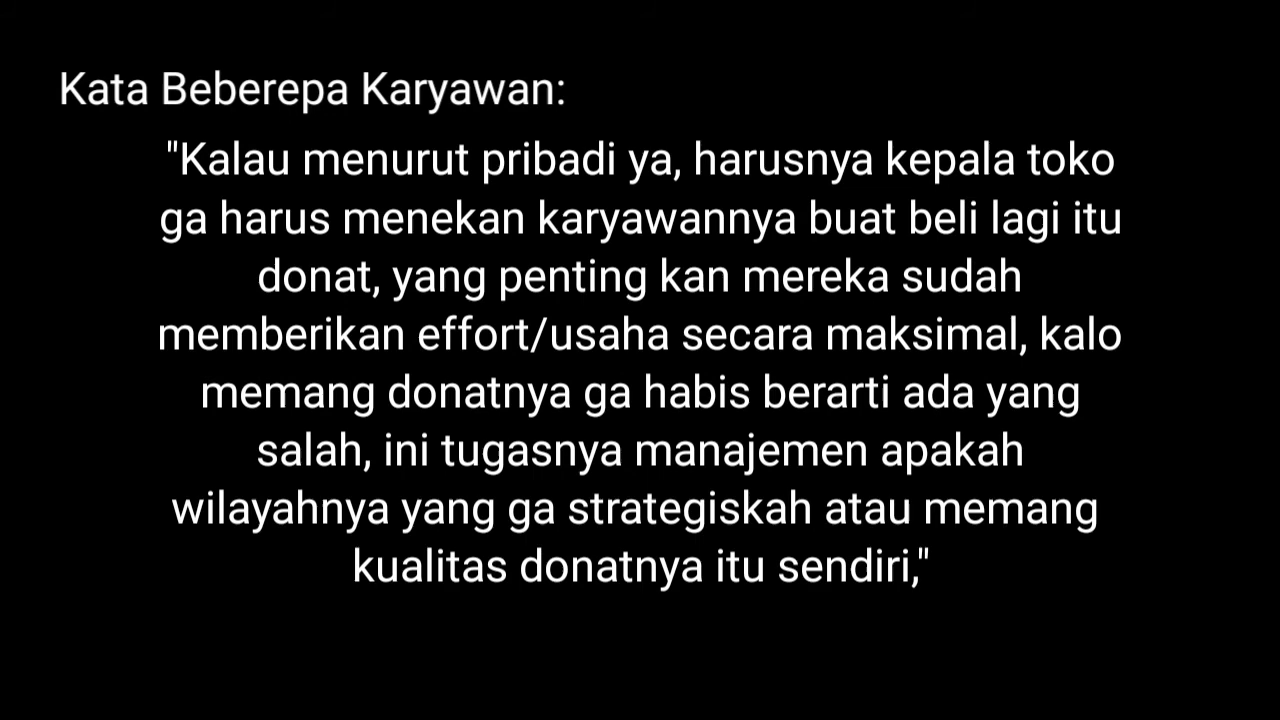 Kata Beberepa Karyawan:
"Kalau menurut pribadi ya, harusnya kepala toko
ga harus menekan karyawannya buat beli lagi itu
donat, yang penting kan mereka sudah
memberikan effort/usaha secara maksimal, kalo
memang donatnya ga habis berarti ada yang
salah, ini tugasnya manajemen apakah
wilayahnya yang ga strategiskah atau memang
kualitas donatnya itu sendiri,"